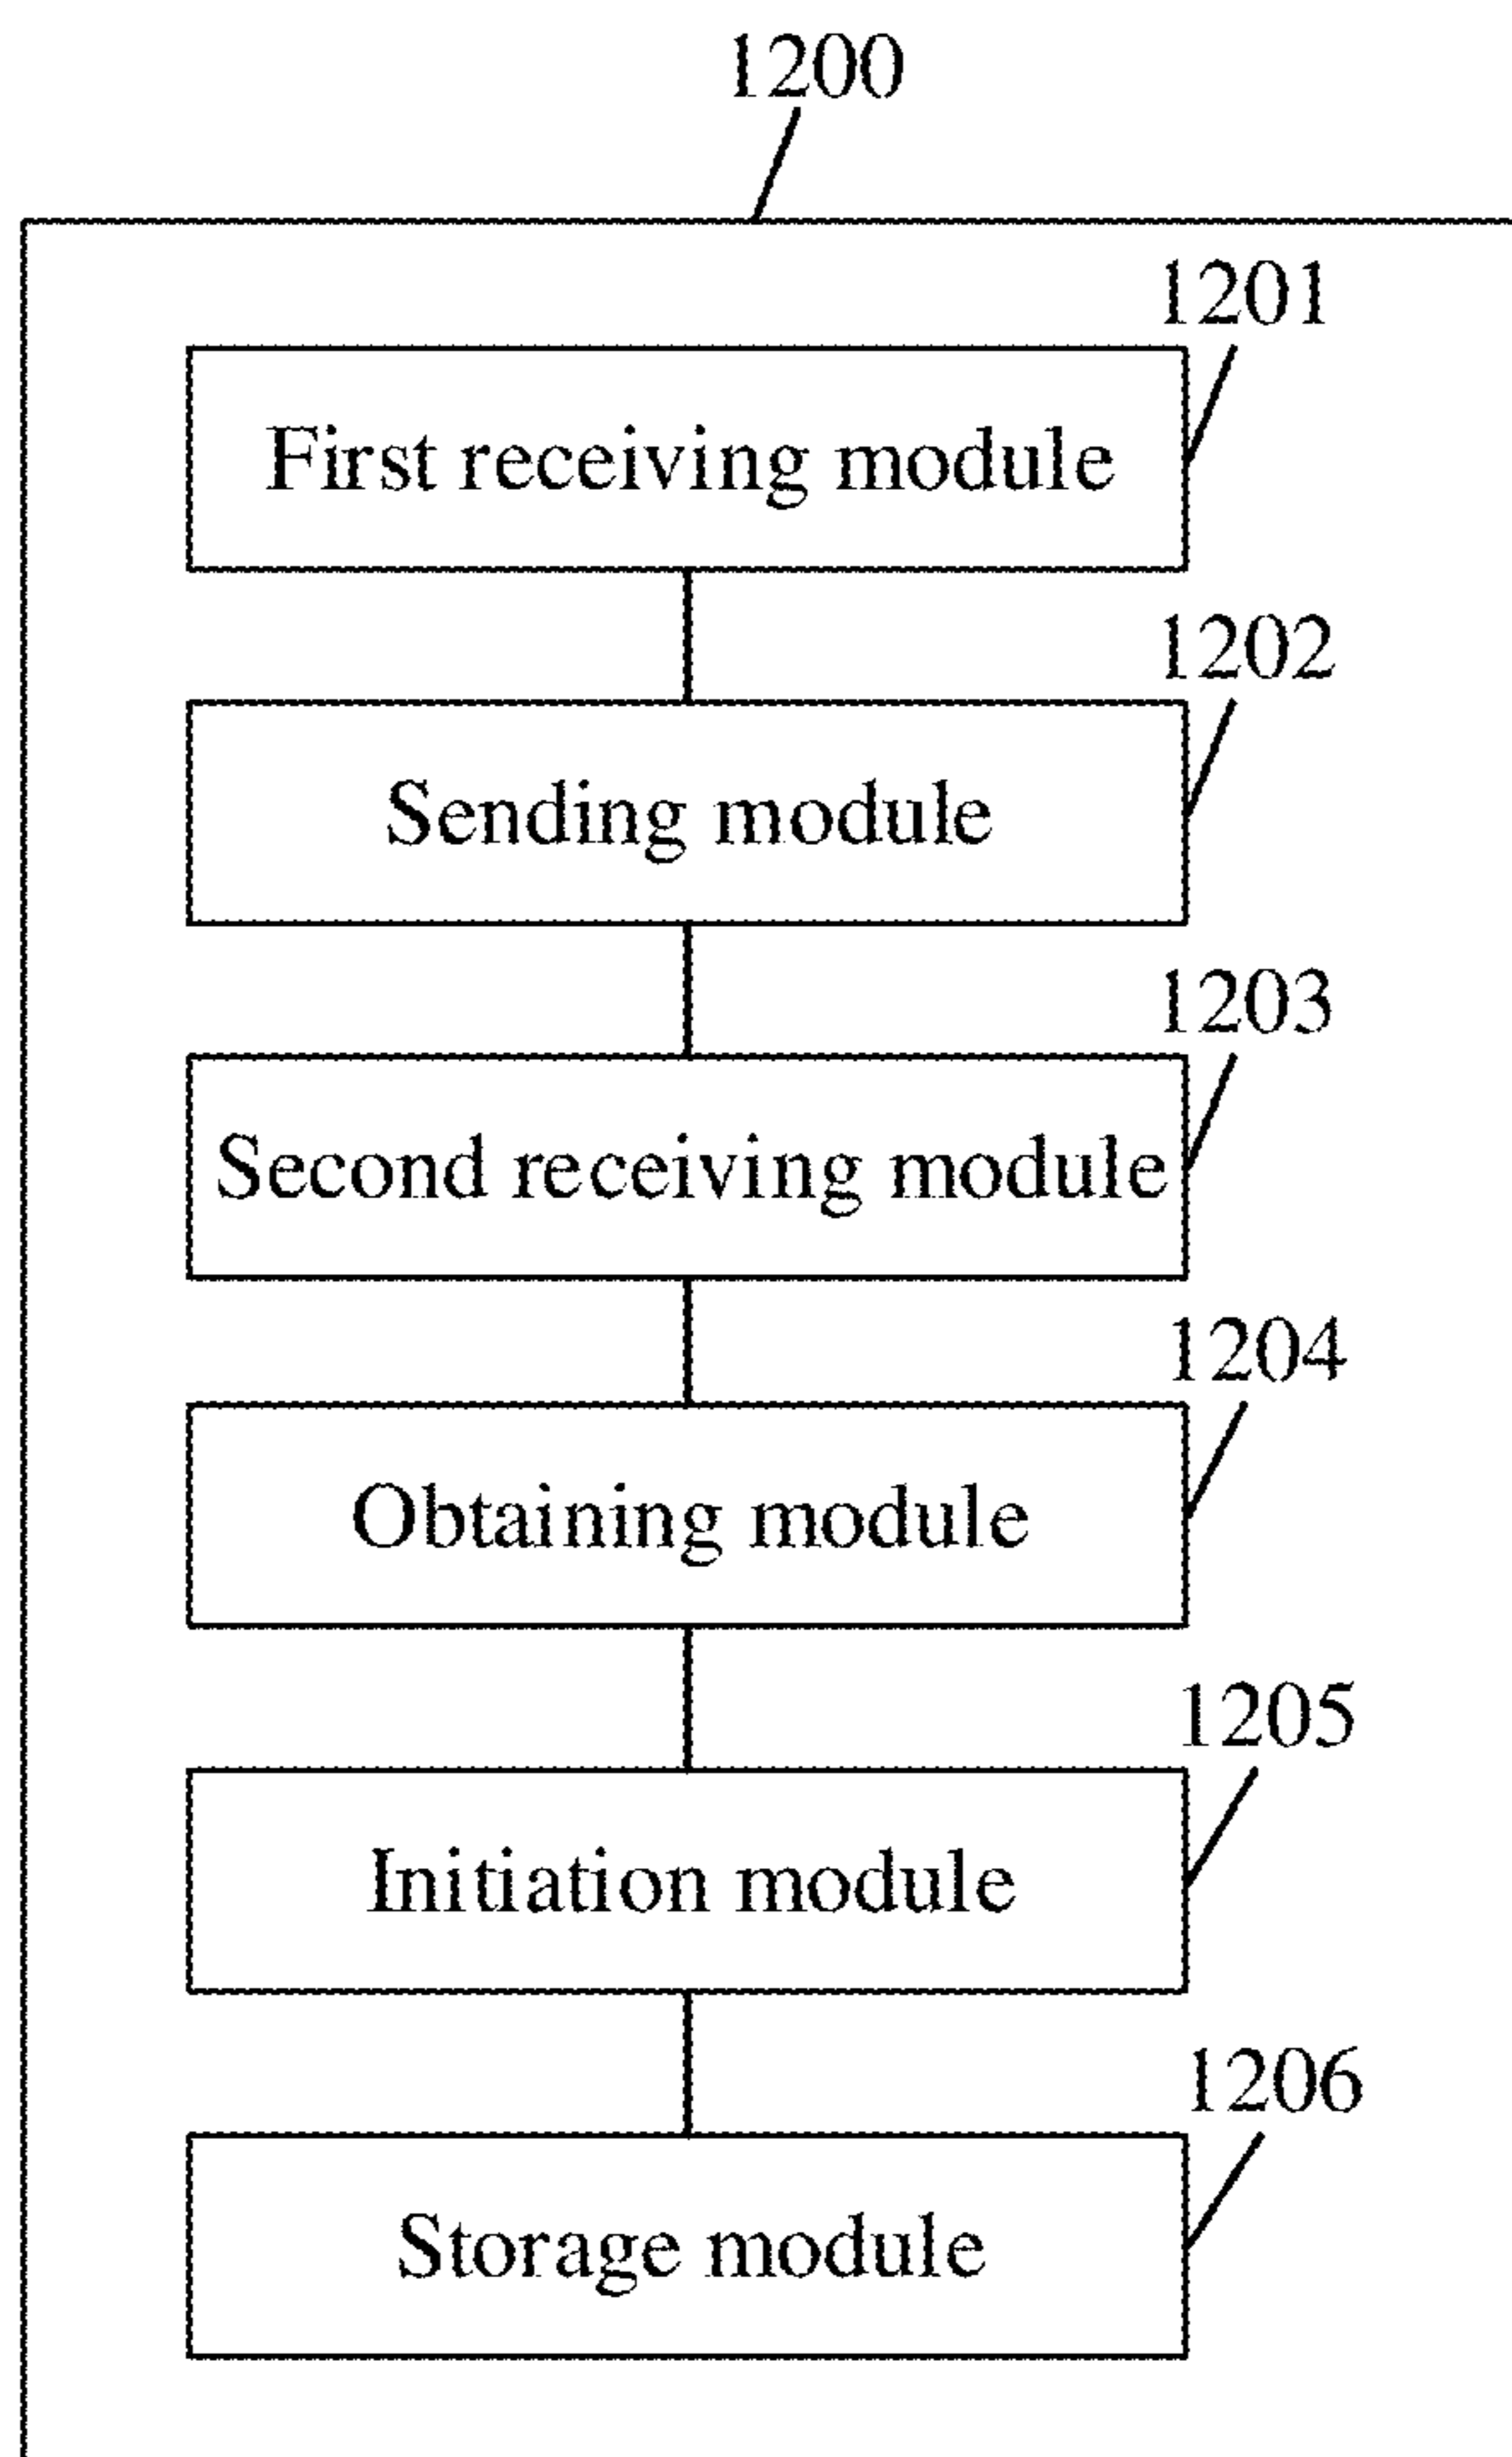 1200
1201
First receiving module
1202
Sending module
1203
Second receiving module
1204
Obtaining module
1205
Initiation module
1206
Storage module